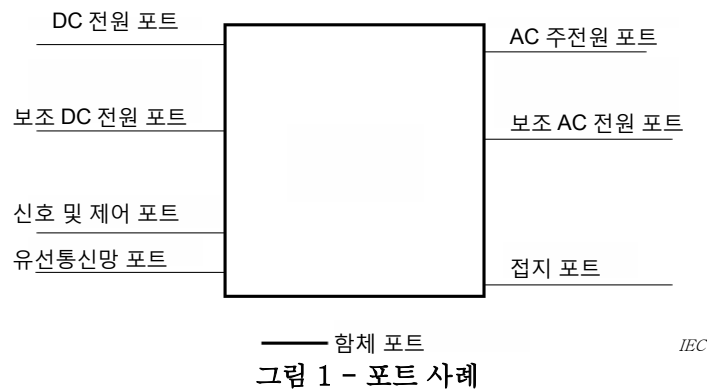 DC 전원 포트
보조 DC 전원 포트
신호 및 제어 포트
유선통신망 포트
AC 주전원 포트
보조 AC 전원 포트
접지 포트
함체 포트
IEC
그림 1 - 포트 사례